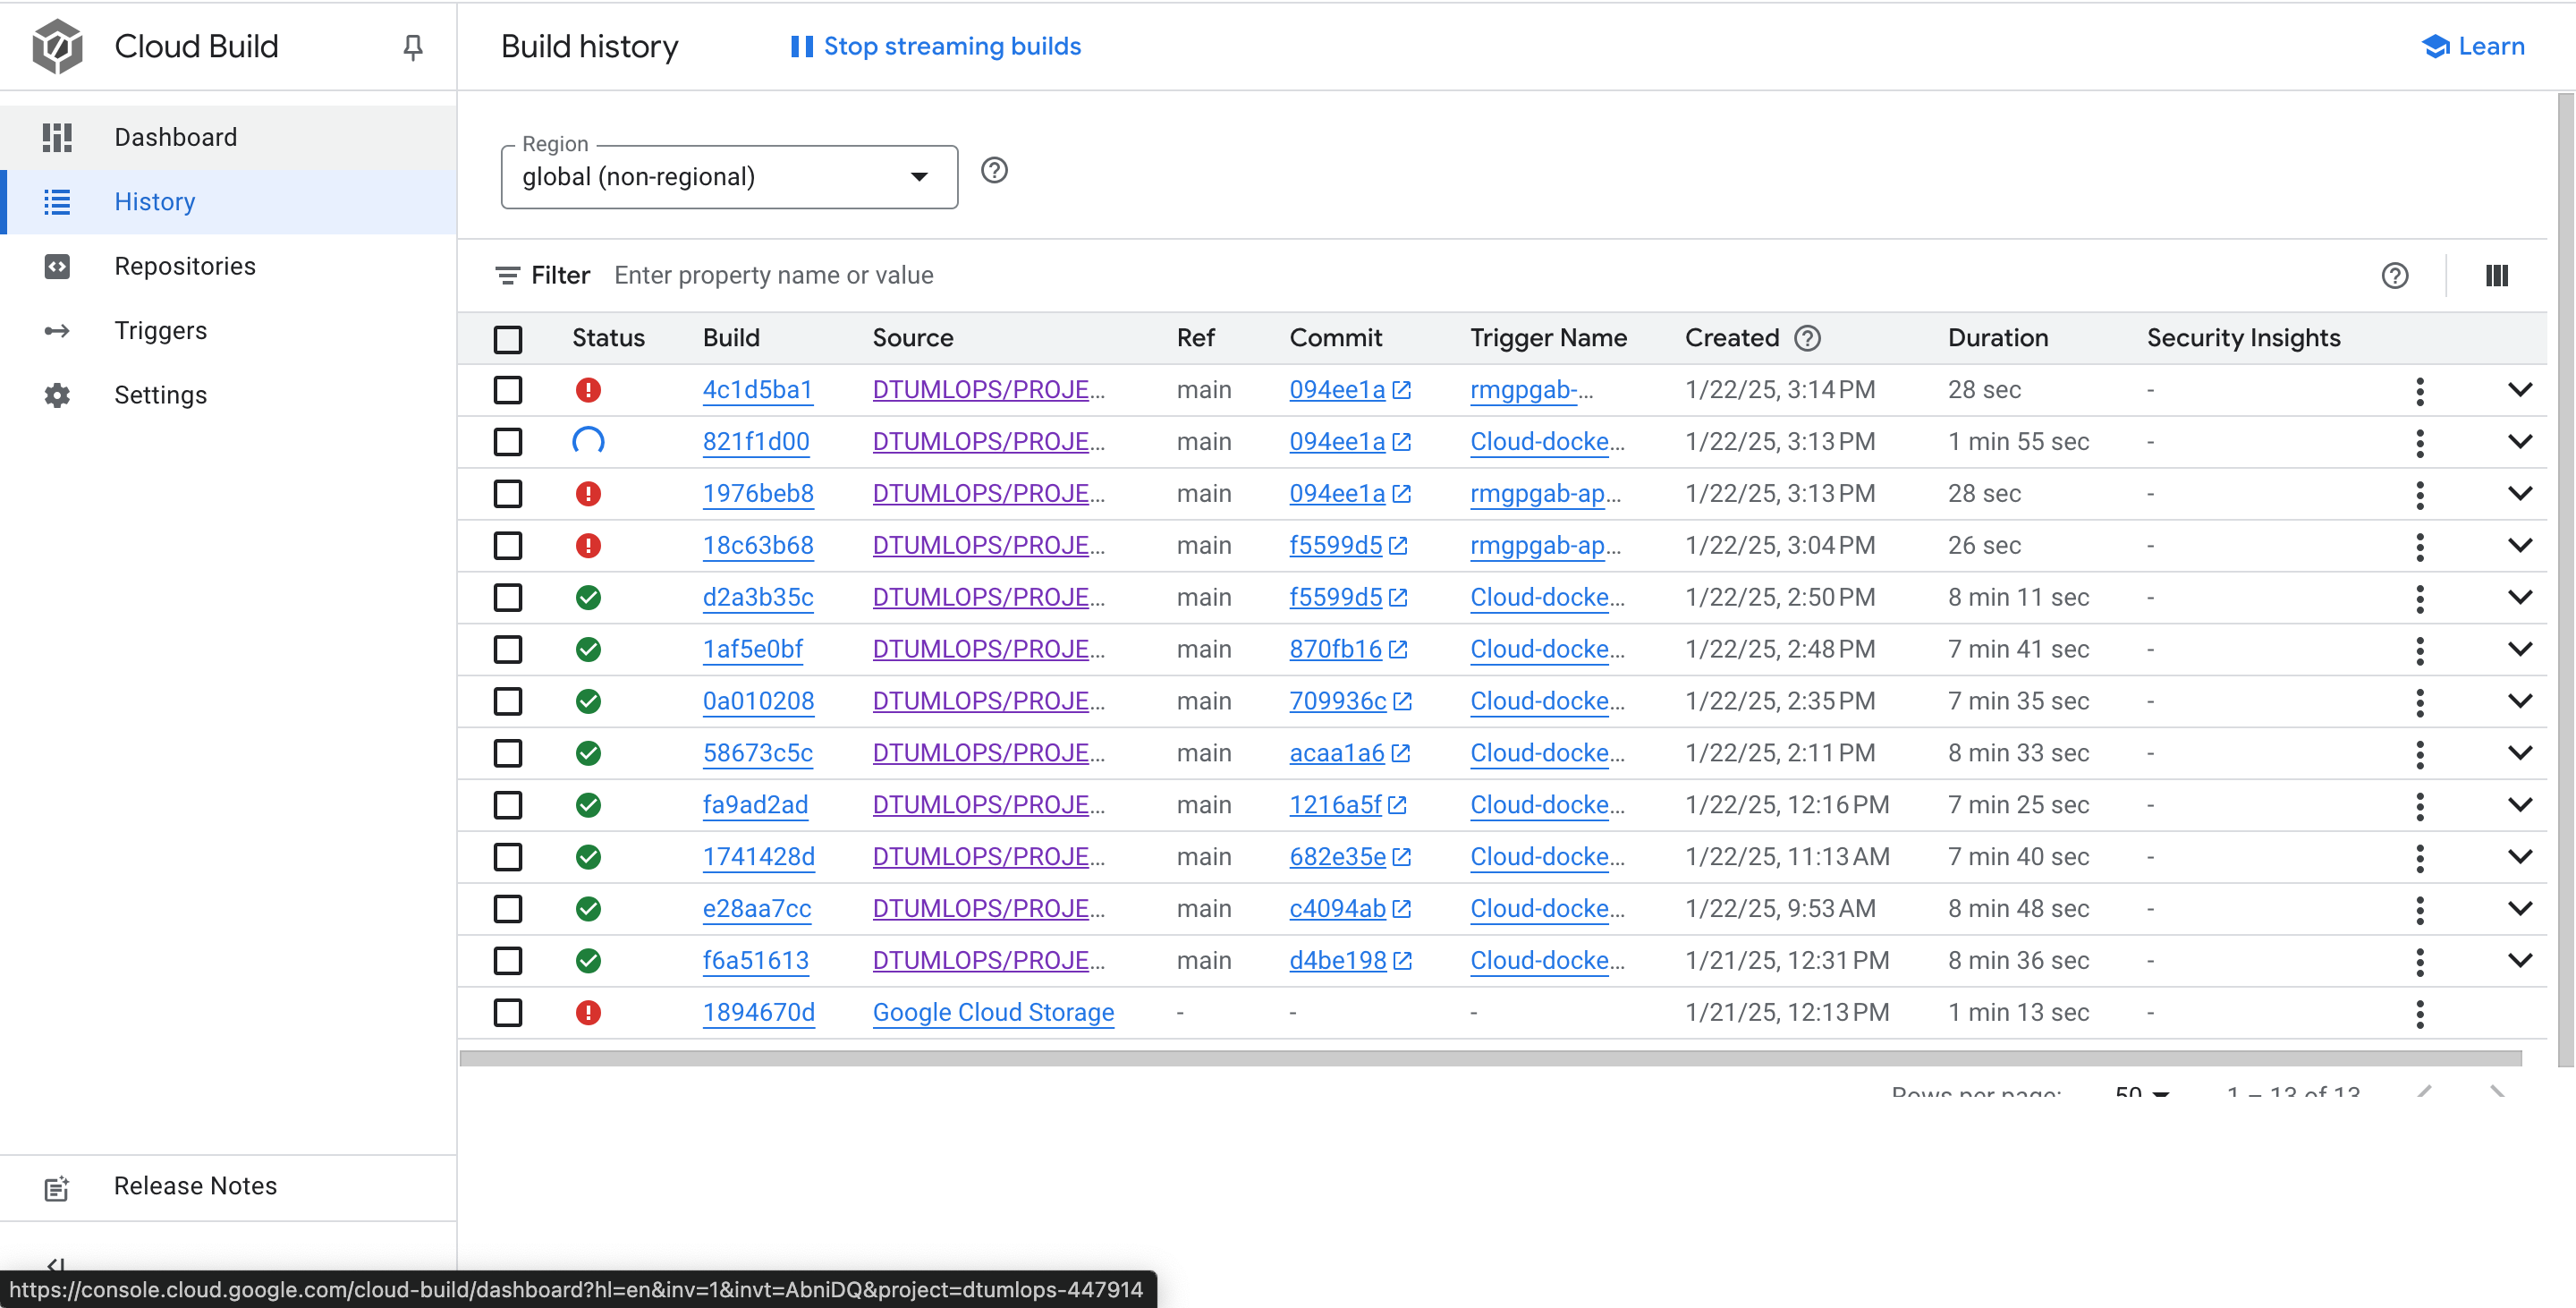 Cloud Build
Build history
Stop streaming builds
Learn
Dashboard
History
Repositories
Triggers
Settings
Release Notes
Region
global (non-regional)
Filter Enter property name or value
Status Build Source Ref Commit Trigger Name Created Duration Security Insights
4c1d5ba1 DTUMLOPS/PROJE... main 094ee1a rmgpgab-... 1/22/25, 3:14 PM 28 sec -
821f1d00 DTUMLOPS/PROJE... main 094ee1a Cloud-docke... 1/22/25, 3:13 PM 1 min 55 sec -
1976beb8 DTUMLOPS/PROJE... main 094ee1a rmgpgab-ap... 1/22/25, 3:13 PM 28 sec -
18c63b68 DTUMLOPS/PROJE... main f5599d5 rmgpgab-ap... 1/22/25, 3:04 PM 26 sec -
d2a3b35c DTUMLOPS/PROJE... main f5599d5 Cloud-docke... 1/22/25, 2:50 PM 8 min 11 sec -
1af5e0bf DTUMLOPS/PROJE... main 870fb16 Cloud-docke... 1/22/25, 2:48 PM 7 min 41 sec -
0a010208 DTUMLOPS/PROJE... main 709936c Cloud-docke... 1/22/25, 2:35 PM 7 min 35 sec -
58673c5c DTUMLOPS/PROJE... main acaa1a6 Cloud-docke... 1/22/25, 2:11 PM 8 min 33 sec -
fa9ad2ad DTUMLOPS/PROJE... main 1216a5f Cloud-docke... 1/22/25, 12:16 PM 7 min 25 sec -
1741428d DTUMLOPS/PROJE... main 682e35e Cloud-docke... 1/22/25, 11:13 AM 7 min 40 sec -
e28aa7cc DTUMLOPS/PROJE... main c4094ab Cloud-docke... 1/22/25, 9:53 AM 8 min 48 sec -
f6a51613 DTUMLOPS/PROJE... main d4be198 Cloud-docke... 1/21/25, 12:31 PM 8 min 36 sec -
1894670d Google Cloud Storage - - - 1/21/25, 12:13 PM 1 min 13 sec -
Rows per page: 50 1 – 13 of 13
https://console.cloud.google.com/cloud-build/dashboard?hl=en&inv=1&invt=AbniDQ&project=dtumlops-447914